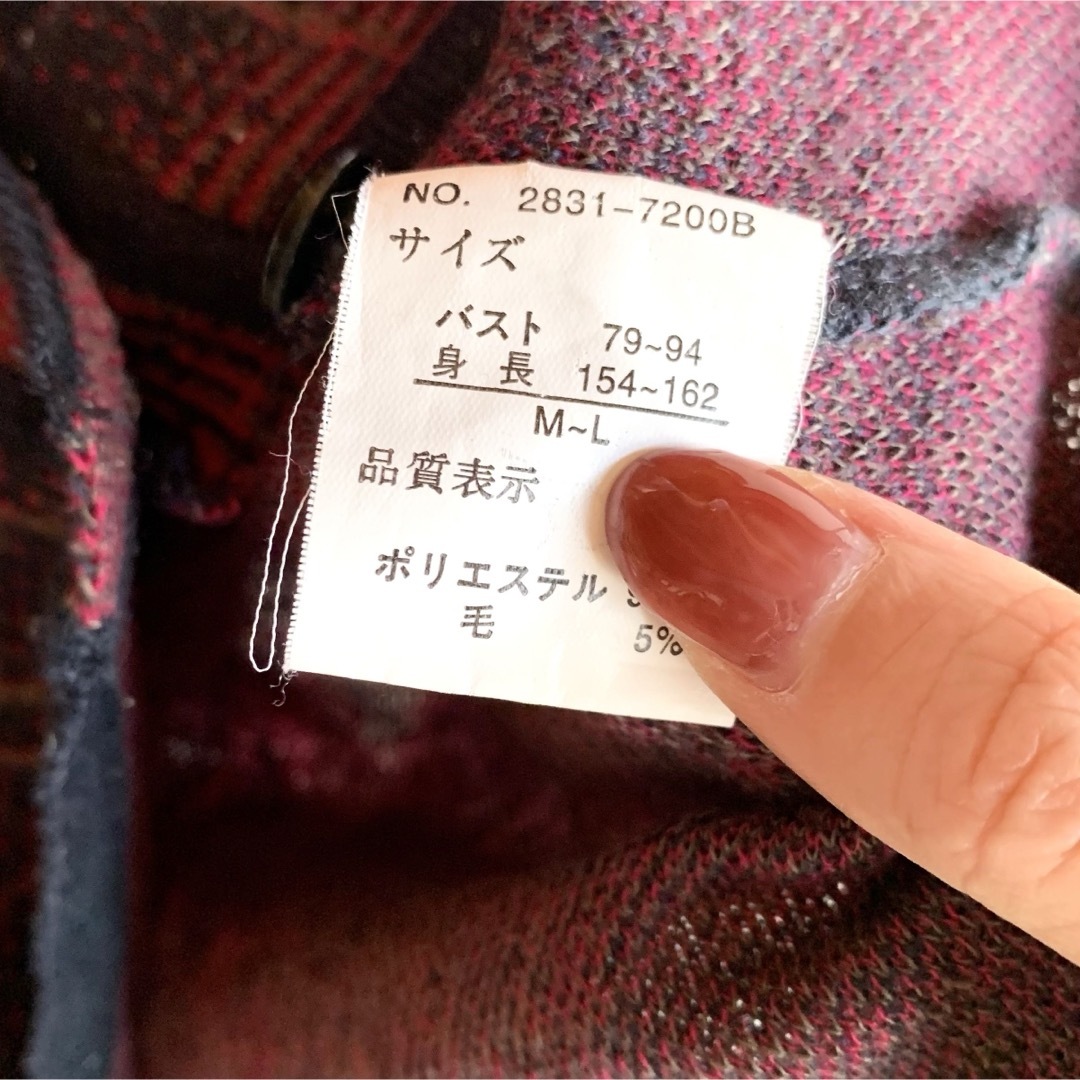 NO. 2831-7200B
サイズ
バスト 79~94
身 長 154~162
M~L
品質表示
ポリエステル
毛 5%